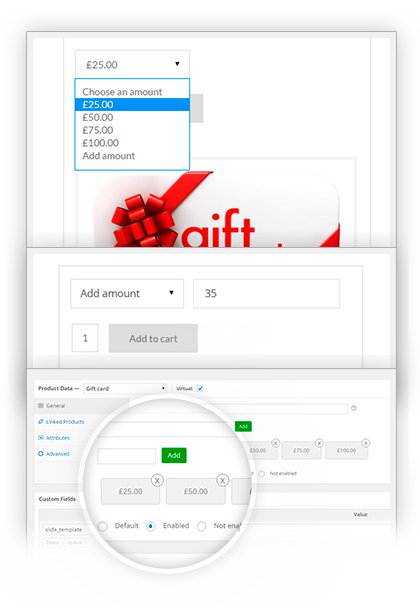 £25.00
Choose an amount
£25.00
£50.00
£75.00
£100.00
Add amount
gift
Add amount 35
1 Add to cart
Product Data — Gift card Virtual:
General
Linked Products Add
Attributes
Advanced £50.00 £75.00 £100.00
Not enabled
Add
£25.00 £50.00
Default Enabled Not enab
Custom Fields
Value
slide_template
Delete Update